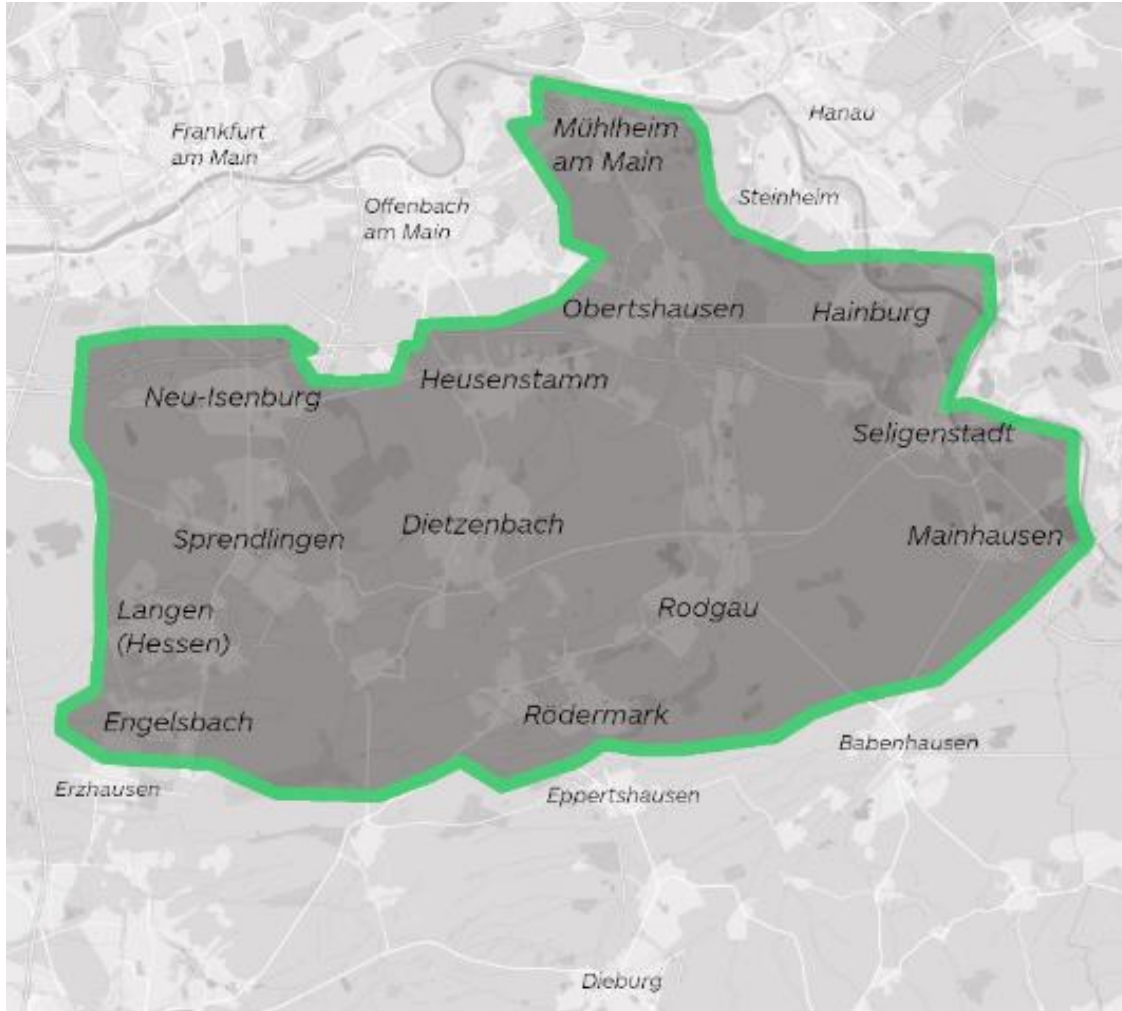 Hanau
Frankfurt
am Main
Mühlheim
am Main
Steinheim
Offenbach
am Main
Obertshausen
Hainburg
Heusenstamm
Neu-Isenburg
Seligenstadt
Dietzenbach
Sprendlingen
Mainhausen
Langen
(Hessen)
Rodgau
Engelsbach
Rödermark
Babenhausen
Erzhausen
Eppertshausen
Dieburg